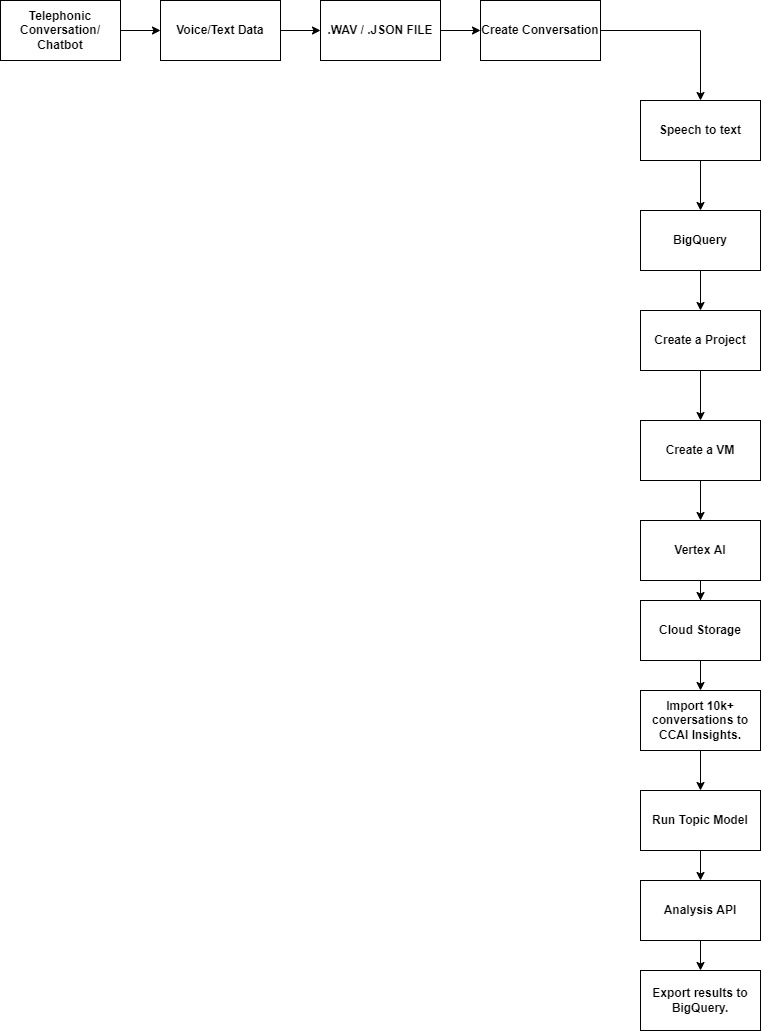 Telephonic
Conversation/
Chatbot
Voice/Text Data
.WAV / .JSON FILE
Create Conversation
Speech to text
BigQuery
Create a Project
Create a VM
Vertex AI
Cloud Storage
Import 10k+
conversations to
CCAI Insights.
Run Topic Model
Analysis API
Export results to
BigQuery.